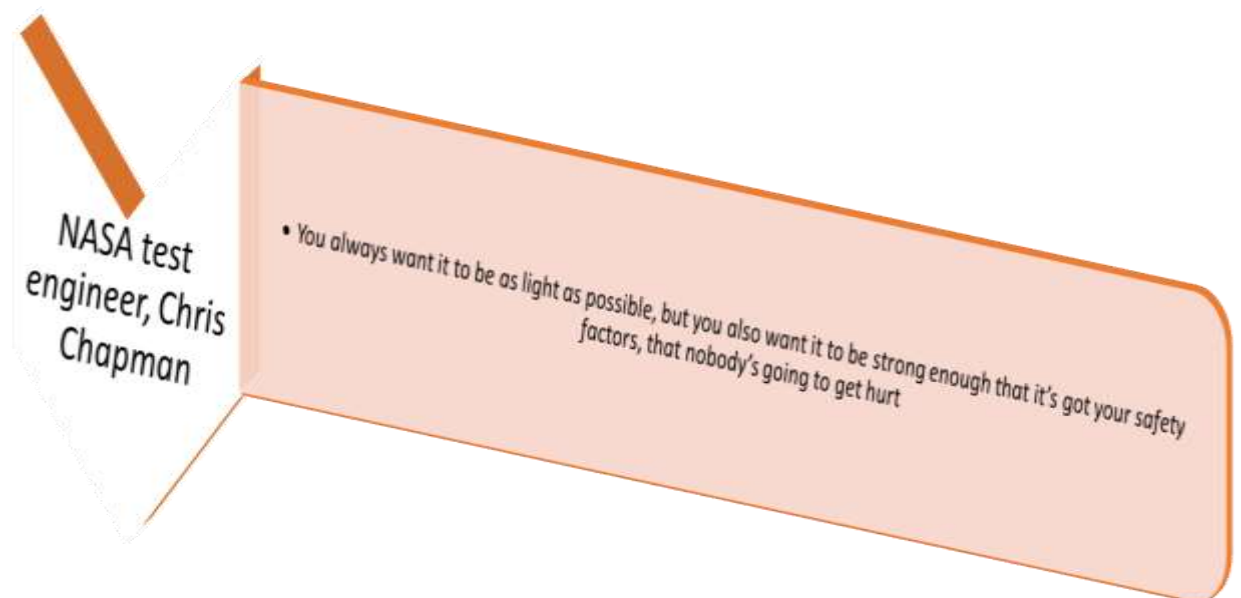 NASA test
engineer, Chris
Chapman
• You always want it to be as light as possible, but you also want it to be strong enough that it's got your safety
factors, that nobody's going to get hurt